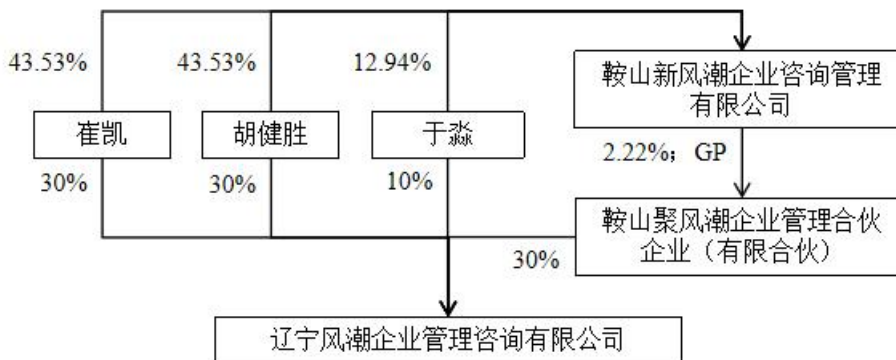 43.53%
43.53%
12.94%
鞍山新风潮企业咨询管理
有限公司
崔凯
胡健胜
于淼
2.22%；GP
30%
30%
10%
鞍山聚风潮企业管理合伙
企业（有限合伙）
30%
辽宁风潮企业管理咨询有限公司